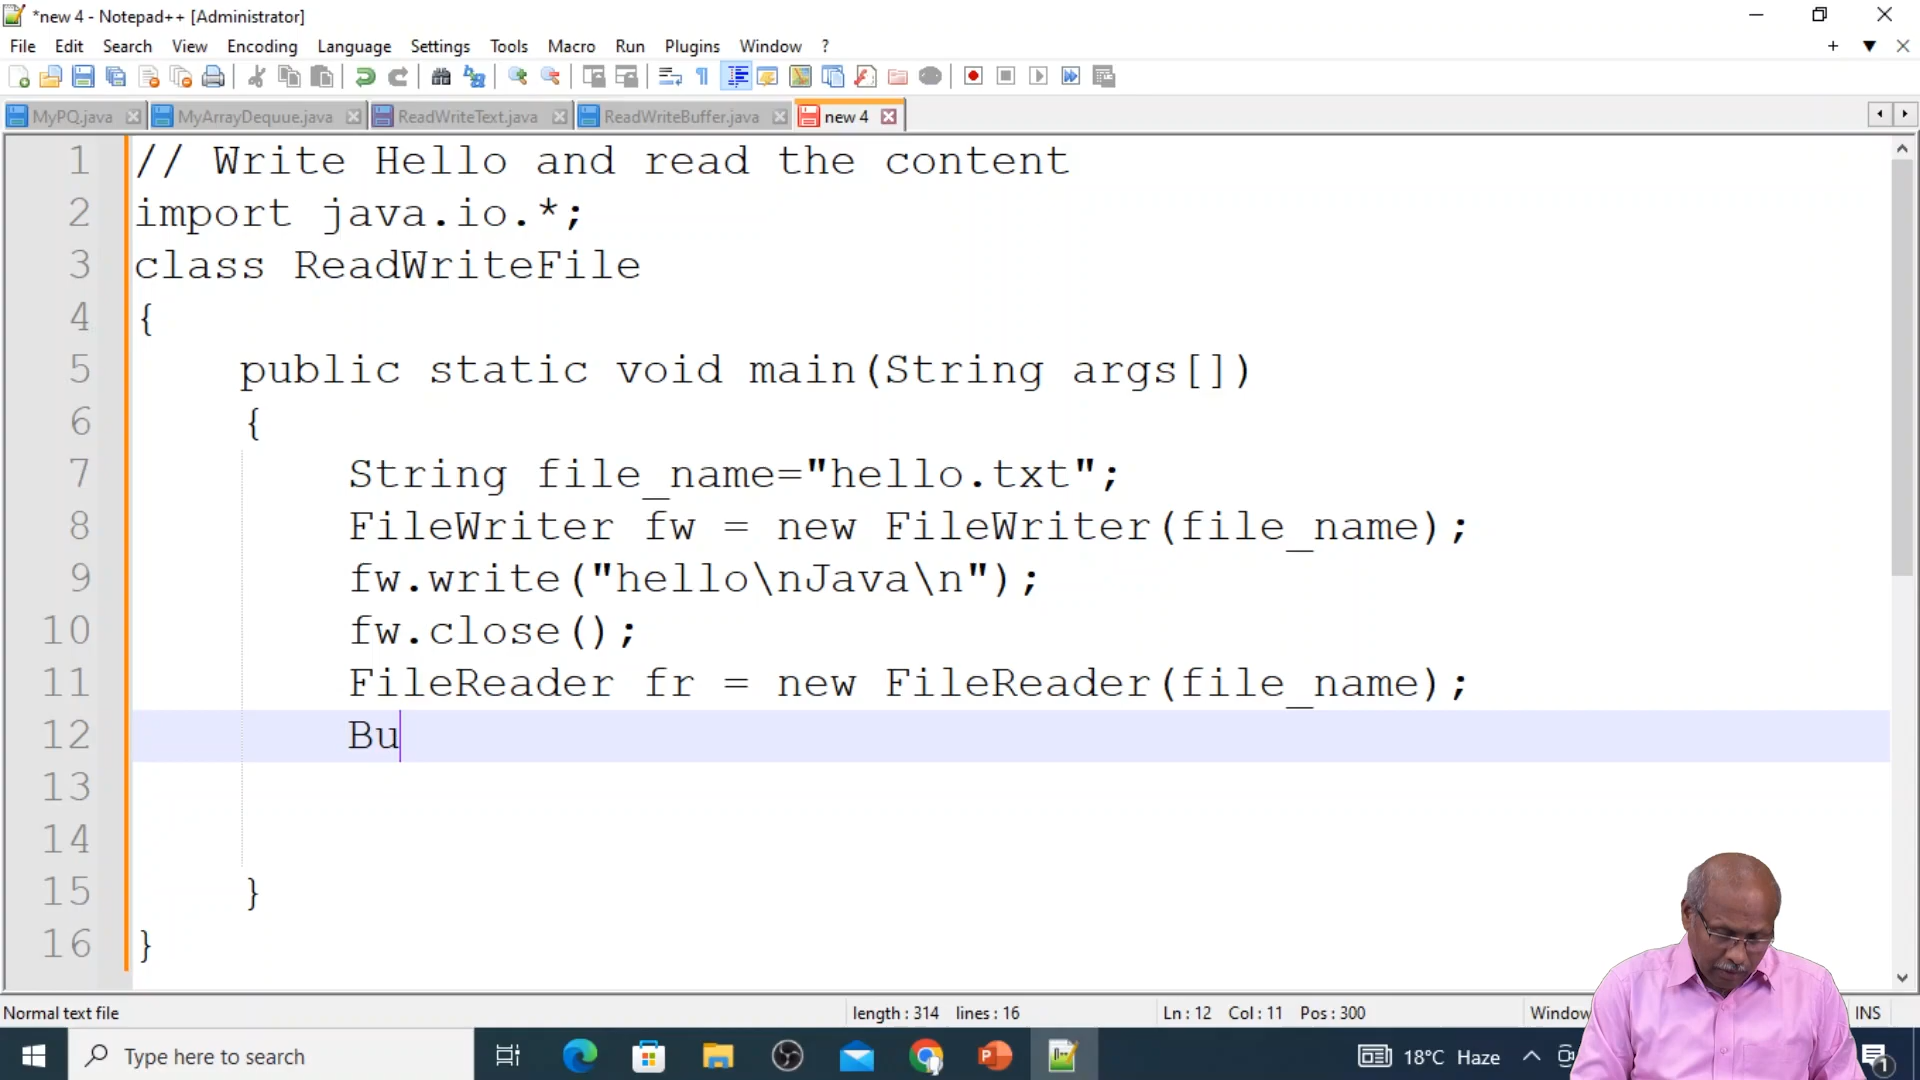 *new 4 - Notepad++ [Administrator]
File Edit Search View Encoding Language Settings Tools Macro Run Plugins Window ?
MyPQ.java MyArrayDequue.java ReadWriteText.java ReadWriteBuffer.java new 4
1 // Write Hello and read the content
2 import java.io.*;
3 class ReadWriteFile
4 {
5 public static void main(String args[])
6 {
7 String file_name="hello.txt";
8 FileWriter fw = new FileWriter(file_name);
9 fw.write("hello\nJava\n");
10 fw.close();
11 FileReader fr = new FileReader(file_name);
12 Bu
13
14
15 }
16 }
Normal text file length : 314 lines : 16 Ln : 12 Col : 11 Pos : 300 Window INS
Type here to search 18°C Haze 1